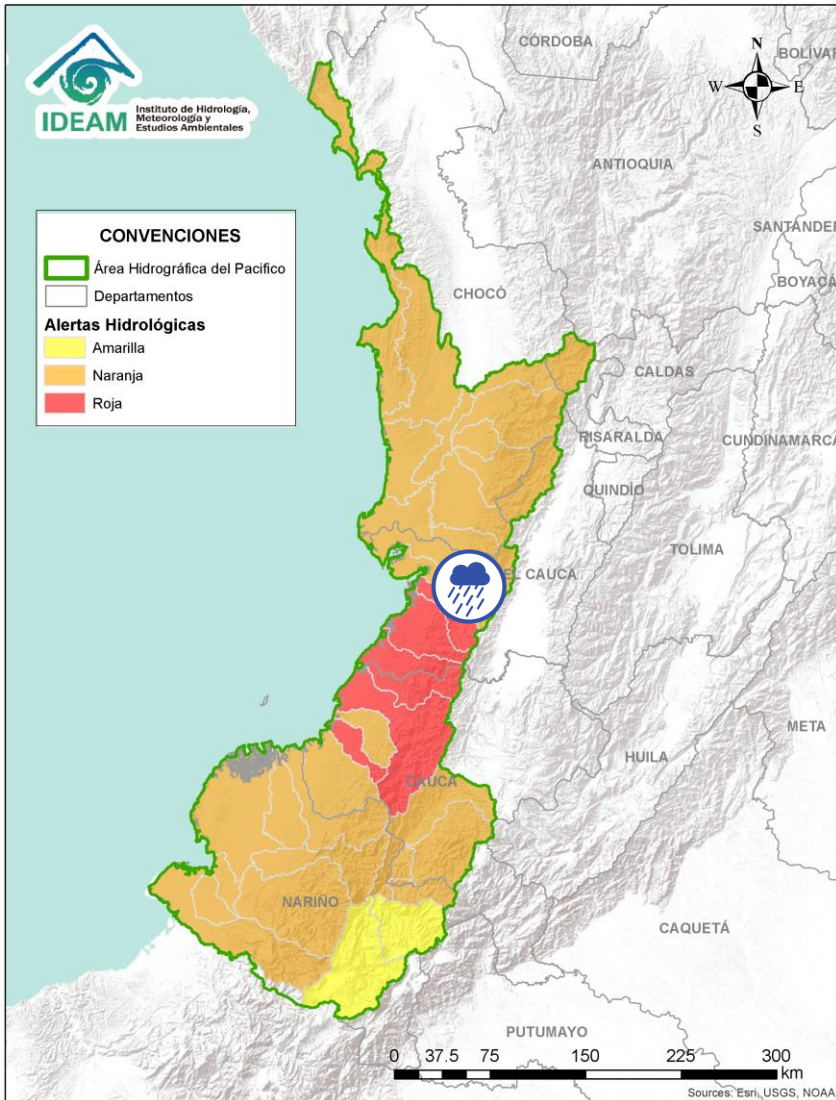 IDEAM
Instituto de Hidrología,
Meteorología y
Estudios Ambientales
CÓRDOBA
BOLÍVAR
N
W
E
S
ANTIOQUIA
SANTANDER
BOYACÁ
CONVENCIONES
Área Hidrográfica del Pacifico
Departamentos
Alertas Hidrológicas
Amarilla
Naranja
Roja
CHOCÓ
CALDAS
RISARALDA
CUNDINAMARCA
QUINDÍO
TOLIMA
EL CAUCA
META
HUILA
CAUCA
NARIÑO
CAQUETÁ
PUTUMAYO
0 37.5 75 150 225 300
km
Sources: Esri, USGS, NOAA